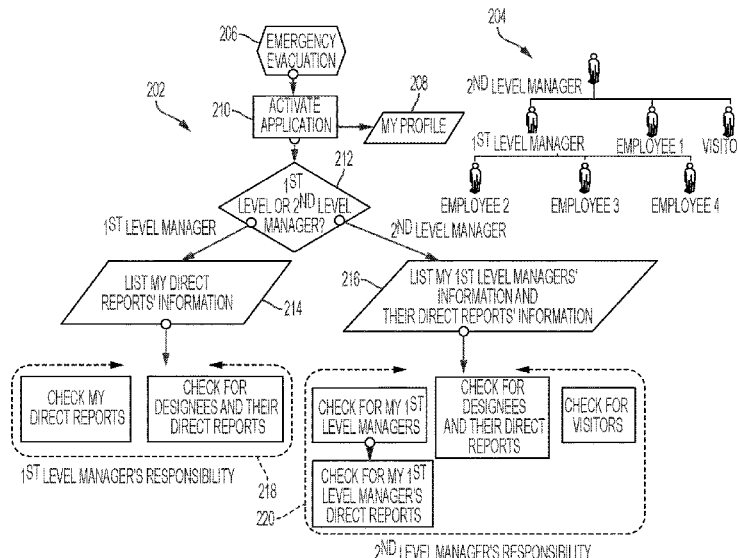 206
EMERGENCY
EVACUATION
204
2ND LEVEL MANAGER
202
208
210
ACTIVATE
APPLICATION
MY PROFILE
1ST LEVEL MANAGER
EMPLOYEE 1
VISITO
212
1ST
LEVEL OR 2ND LEVEL
MANAGER?
EMPLOYEE 2
EMPLOYEE 3
EMPLOYEE 4
1ST LEVEL MANAGER
2ND LEVEL MANAGER
LIST MY DIRECT
REPORTS' INFORMATION
214
216
LIST MY 1ST LEVEL MANAGERS'
INFORMATION AND
THEIR DIRECT REPORTS' INFORMATION
CHECK MY
DIRECT REPORTS
CHECK FOR
DESIGNEES AND THEIR
DIRECT REPORTS
1ST LEVEL MANAGER'S RESPONSIBILITY
218
CHECK FOR MY 1ST
LEVEL MANAGERS
CHECK FOR
DESIGNEES
AND THEIR DIRECT
REPORTS
CHECK FOR
VISITORS
CHECK FOR MY 1ST
LEVEL MANAGER'S
DIRECT REPORTS
220
2ND LEVEL MANAGER'S RESPONSIBILITY